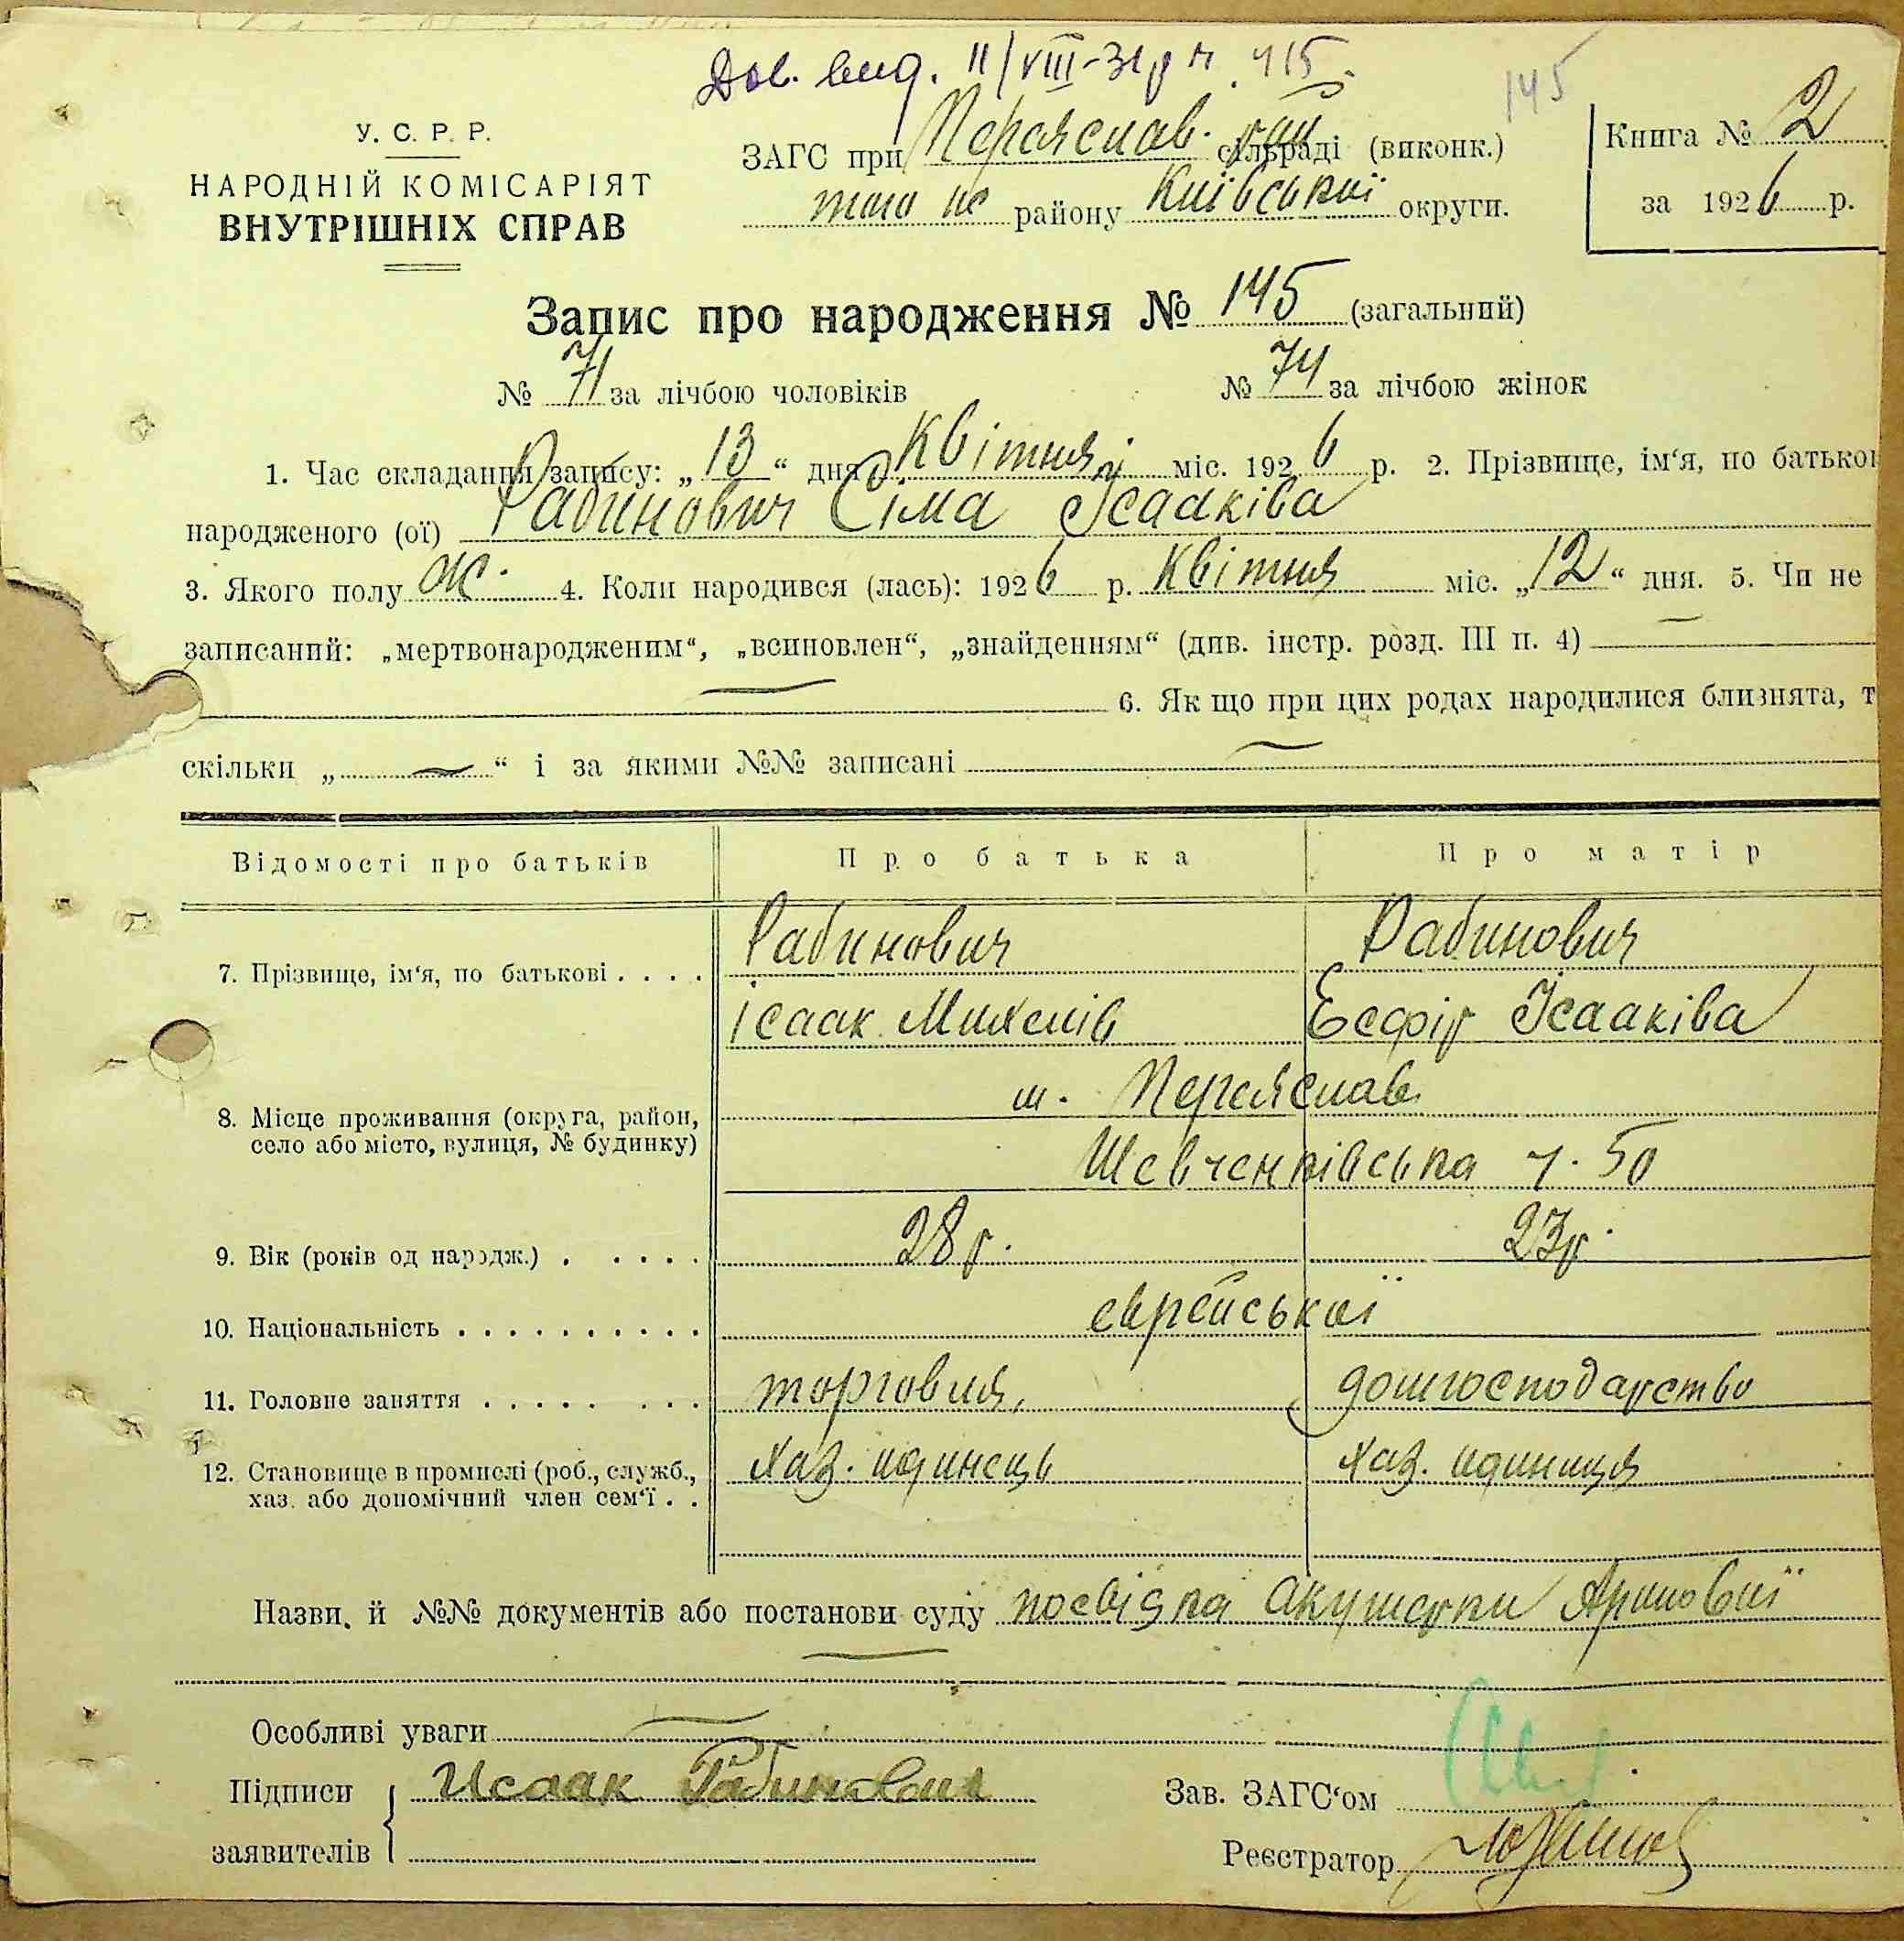 Дов. вид. 11/VIII-31 р № 415
145
У. С. Р. Р.
НАРОДНІЙ КОМІСАРІЯТ
ВНУТРІШНІХ СПРАВ
ЗАГС при Переяслав. рай сільраді (виконк.)
того ж району Київської округи.
Книга № 2
за 1926 р.
Запис про народження № 145 (загальний)
№ 71 за лічбою чоловіків № 74 за лічбою жінок
1. Час складання запису: „13“ дня Квітня міс. 1926 р. 2. Прізвище, ім‘я, по батьков
народженого (ої) Рабинович Сіма Ісааківа
3. Якого полу Ж. 4. Коли народився (лась): 1926 р. Квітня міс. „12“ дня. 5. Чи не
записаний: „мертвонародженим“, „всиновлен“, „знайденням“ (див. інстр. розд. III п. 4) —
— 6. Як що при цих родах народилися близнята, т
скільки „—“ і за якими №№ записані —
Відомості про батьків Про батька Про матір
Рабинович Рабинович
7. Прізвище, ім‘я, по батькові . . . .
Ісаак Михелів Есфір Ісааківа
м. Переяслав
8. Місце проживання (округа, район,
село або місто, вулиця, № будинку)
Шевченківська ч. 50
9. Вік (років од народж.) . . . . . 28 р. 23 р.
10. Національність . . . . . . . . . . єврейської
11. Головне заняття . . . . . . . . торговля, домгосподарство
12. Становище в промислі (роб., служб., хаз. одинець хаз. одиниця
хаз. або допомічний член сем‘ї . .
Назви. й №№ документів або постанови суду посвідка акушерки
—
Особливі уваги —
Підписи Исаак Рабинович
заявителів
Зав. ЗАГС‘ом
Реєстратор